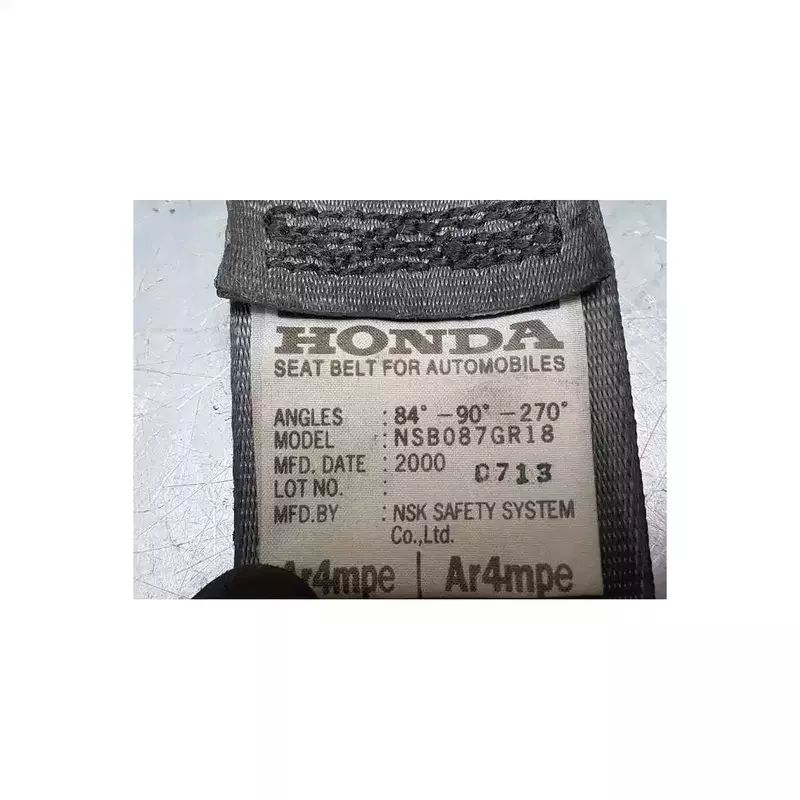 HONDA
SEAT BELT FOR AUTOMOBILES
ANGLES : 84° -90° -270°
MODEL : NSB087GR18
MFD. DATE : 2000 0713
LOT NO. :
MFD.BY : NSK SAFETY SYSTEM
Co.,Ltd.
Ar4mpe | Ar4mpe